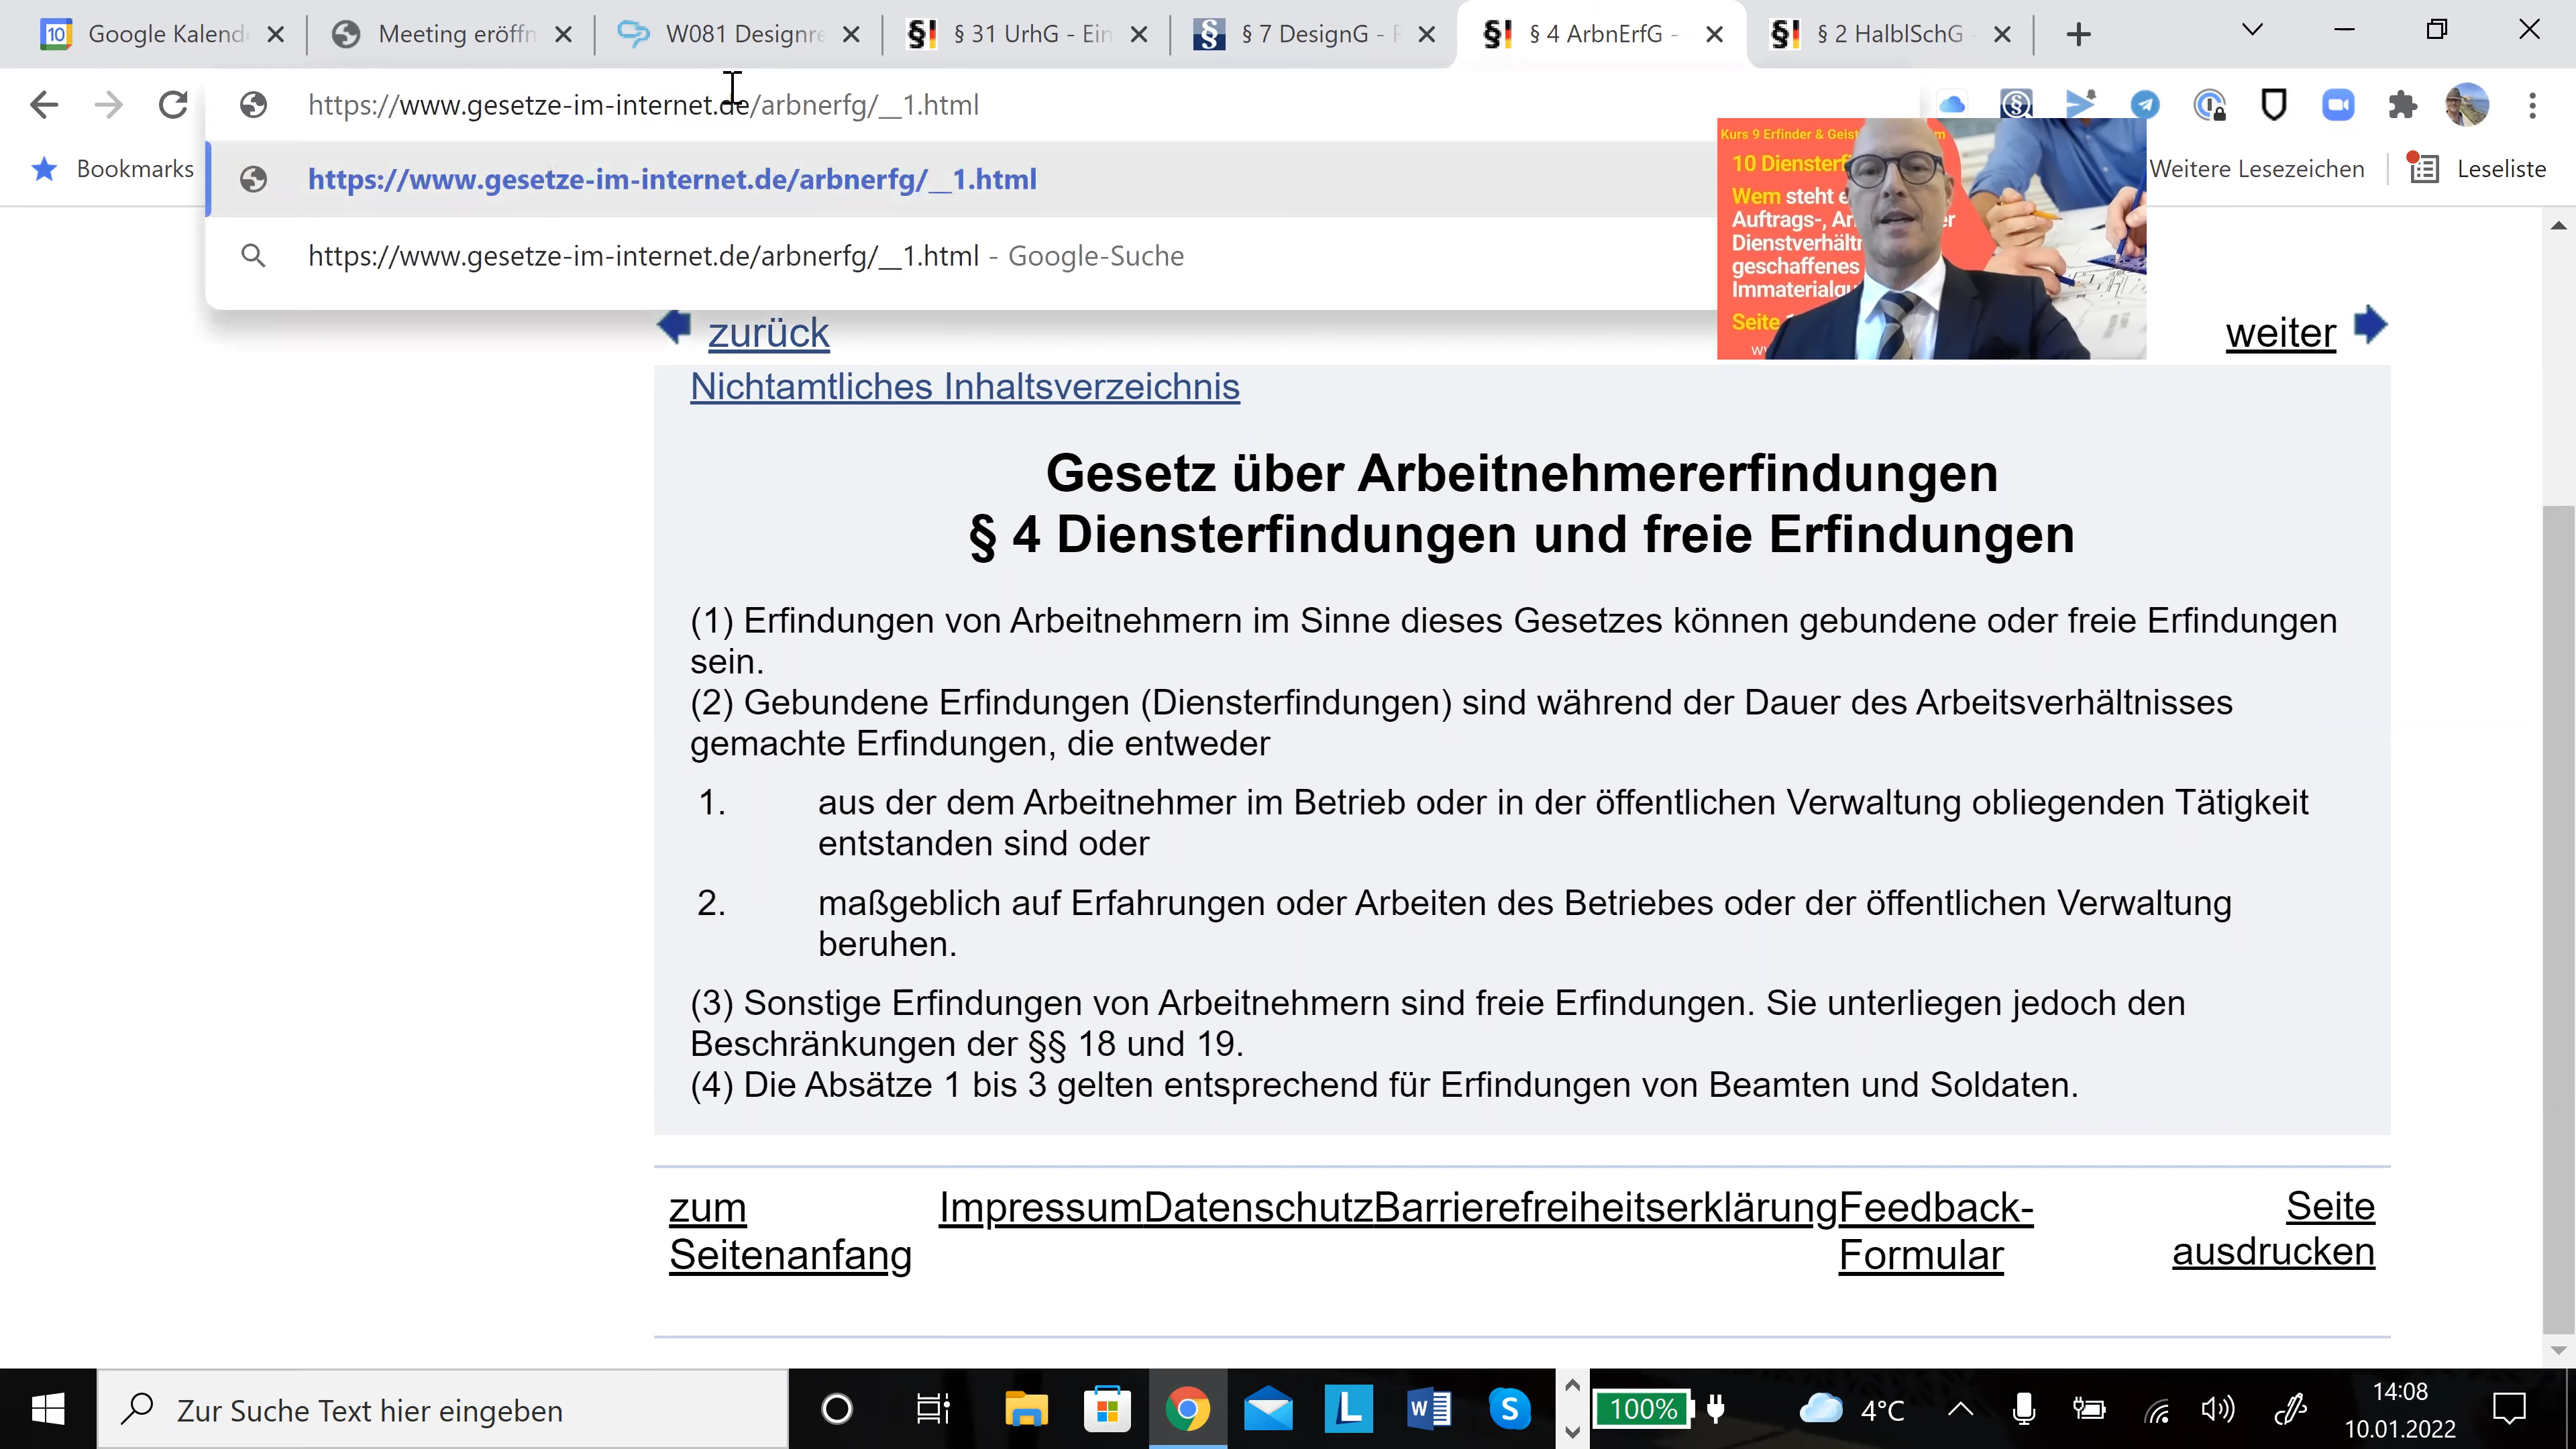 10 Google Kalend
Meeting eröffn
W081 Designre
§ 31 UrhG - Ein
§ 7 DesignG -
§ 4 ArbnErfG -
§ 2 HalblSchG
https://www.gesetze-im-internet.de/arbnerfg/__1.html
Bookmarks
https://www.gesetze-im-internet.de/arbnerfg/__1.html
Weitere Lesezeichen
Leseliste
https://www.gesetze-im-internet.de/arbnerfg/__1.html - Google-Suche
Kurs 9 Erfinder &
10
Wem steht
Auftrags-,
geschaffenes
Seite
zurück
weiter
Nichtamtliches Inhaltsverzeichnis
Gesetz über Arbeitnehmererfindungen
§ 4 Diensterfindungen und freie Erfindungen
(1) Erfindungen von Arbeitnehmern im Sinne dieses Gesetzes können gebundene oder freie Erfindungen
sein.
(2) Gebundene Erfindungen (Diensterfindungen) sind während der Dauer des Arbeitsverhältnisses
gemachte Erfindungen, die entweder
1. aus der dem Arbeitnehmer im Betrieb oder in der öffentlichen Verwaltung obliegenden Tätigkeit
entstanden sind oder
2. maßgeblich auf Erfahrungen oder Arbeiten des Betriebes oder der öffentlichen Verwaltung
beruhen.
(3) Sonstige Erfindungen von Arbeitnehmern sind freie Erfindungen. Sie unterliegen jedoch den
Beschränkungen der §§ 18 und 19.
(4) Die Absätze 1 bis 3 gelten entsprechend für Erfindungen von Beamten und Soldaten.
zum
Seitenanfang
Impressum
Datenschutz
Barrierefreiheitserklärung
Feedback-
Formular
Seite
ausdrucken
Zur Suche Text hier eingeben
100%
4°C
14:08
10.01.2022